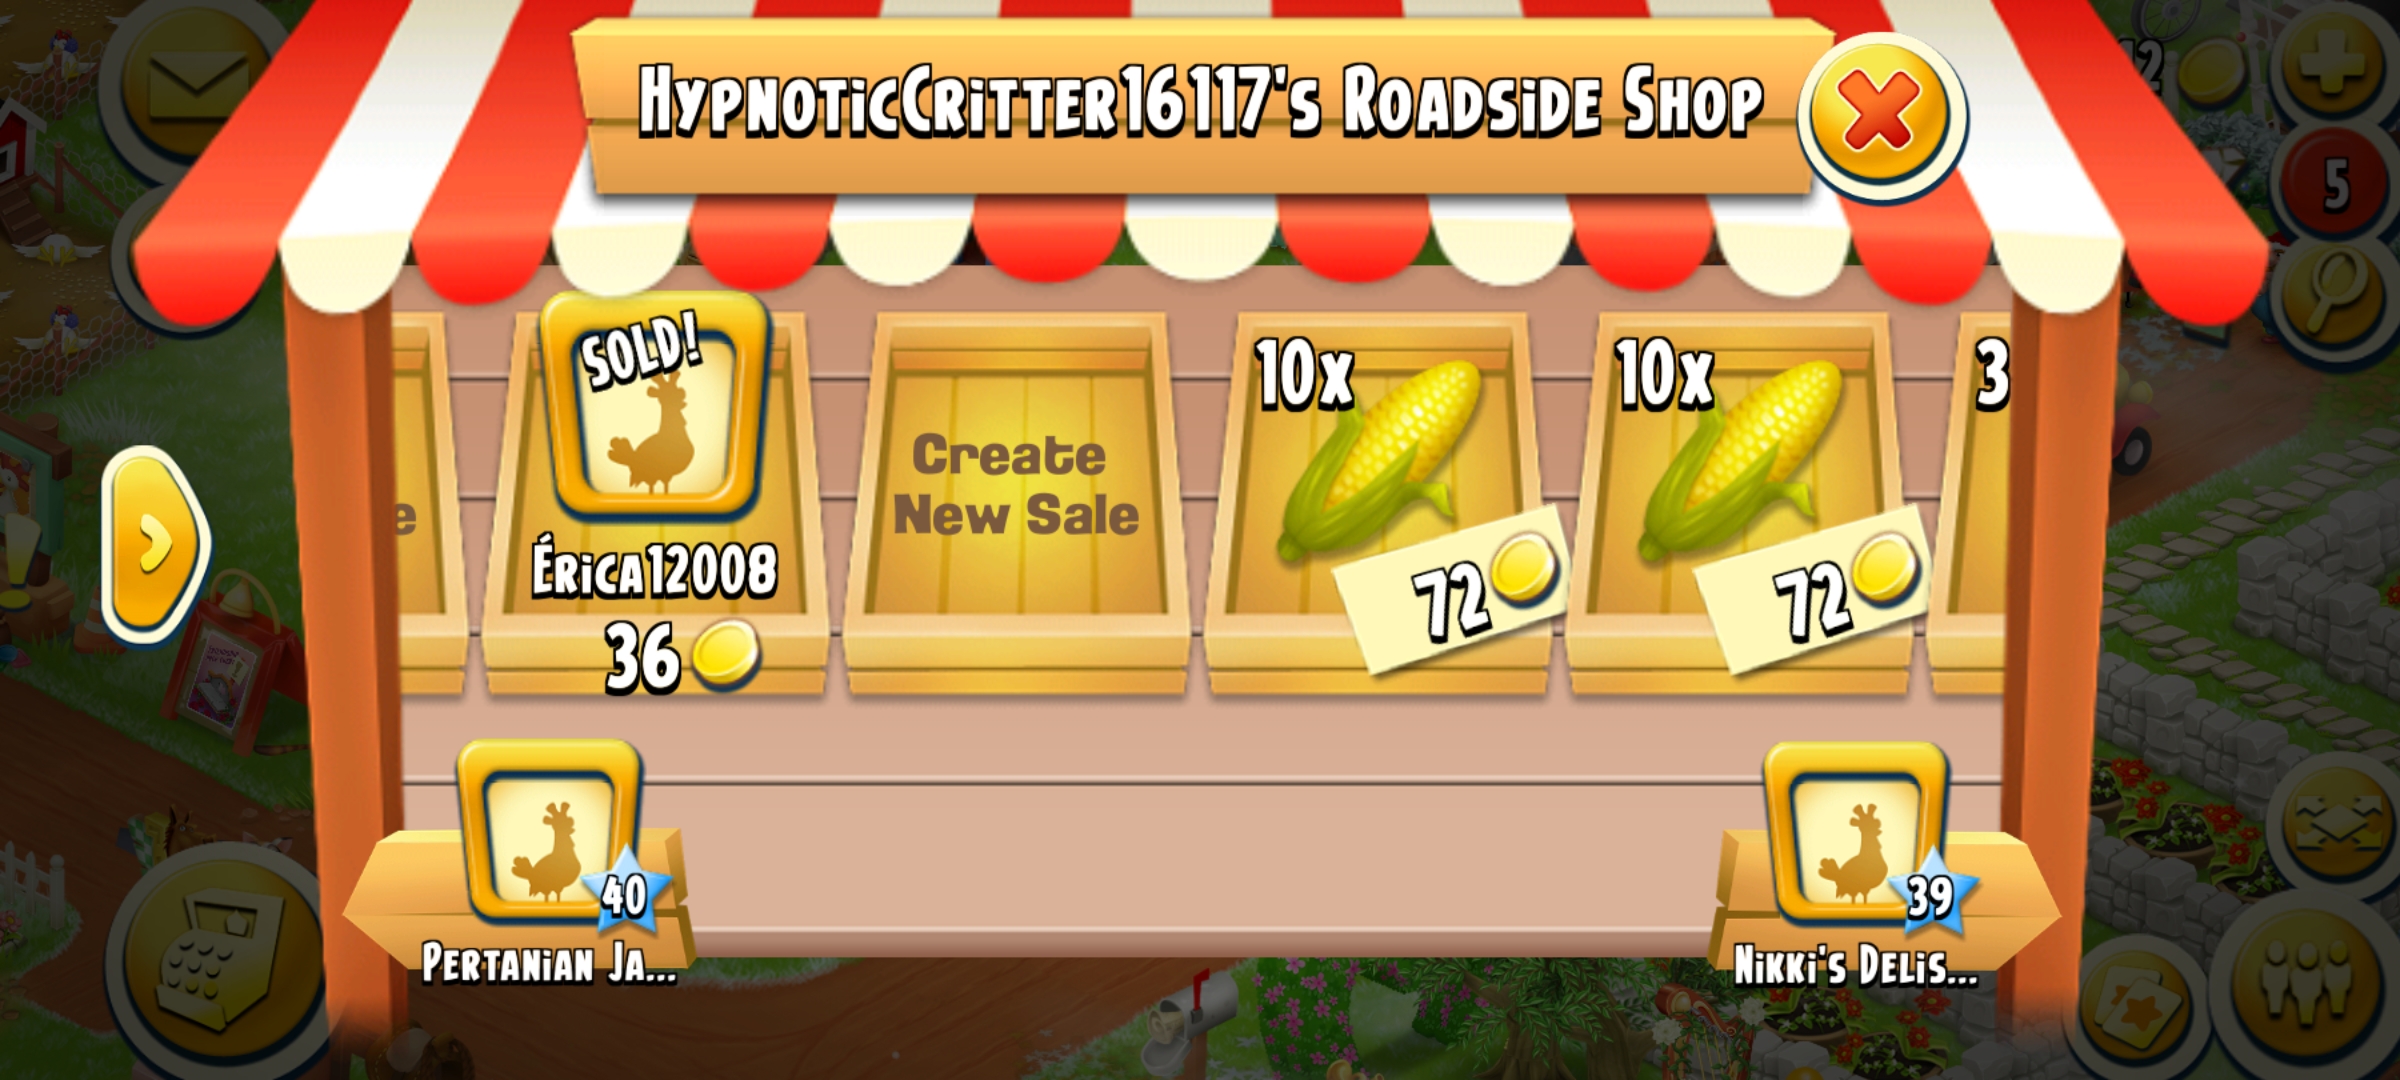 HypnoticCritter16117's Roadside Shop
5
SOLD!
Érica12008
36
Create
New Sale
10x
72
10x
72
3
e
40
Pertanian Ja...
39
Nikki's Delis...